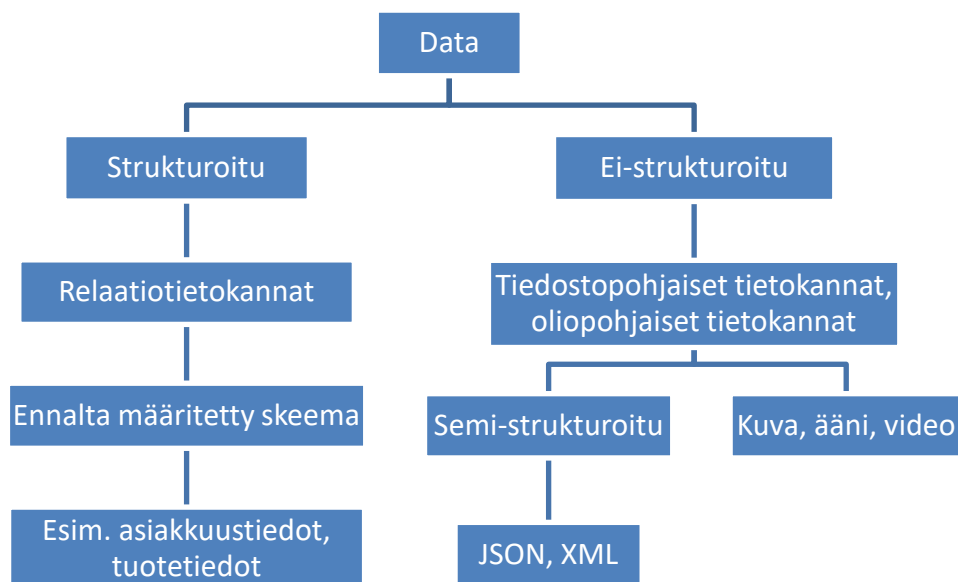 Data
Strukturoitu
Ei-strukturoitu
Relaatiotietokannat
Tiedostopohjaiset tietokannat,
oliopohjaiset tietokannat
Ennalta määritetty skeema
Semi-strukturoitu
Kuva, ääni, video
Esim. asiakkuustiedot,
tuotetiedot
JSON, XML